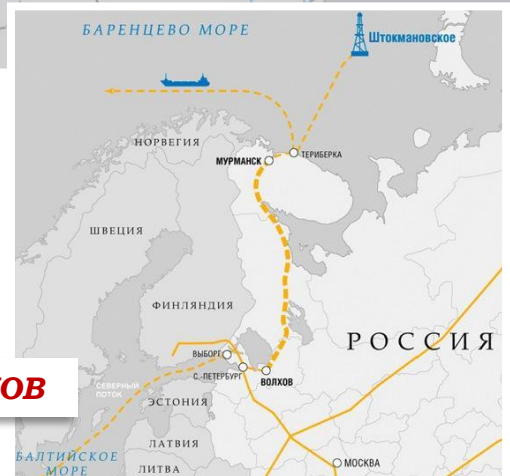 БАРЕНЦЕВО МОРЕ
Штокмановское
НОРВЕГИЯ
МУРМАНСК
ТЕРИБЕРКА
ШВЕЦИЯ
ФИНЛЯНДИЯ
РОССИЯ
ВЫБОРГ
С.-ПЕТЕРБУРГ
ВОЛХОВ
СЕВЕРНЫЙ
ПОТОК
ов
ЭСТОНИЯ
ЛАТВИЯ
БАЛТИЙСКОЕ
МОРЕ
МОСКВА
ЛИТВА